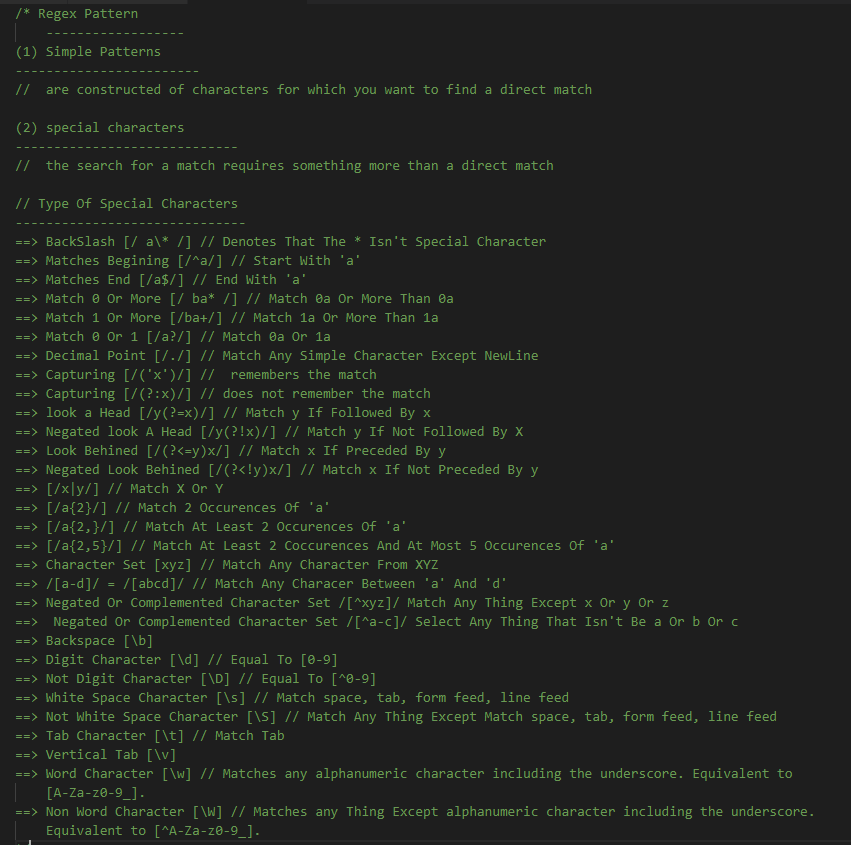 /* Regex Pattern
------------------
(1) Simple Patterns
------------------------
//  are constructed of characters for which you want to find a direct match
(2) special characters
-----------------------------
//  the search for a match requires something more than a direct match
// Type Of Special Characters
------------------------------
==> BackSlash [/ a\* /] // Denotes That The * Isn't Special Character
==> Matches Begining [/^a/] // Start With 'a'
==> Matches End [/a$/] // End With 'a'
==> Match 0 Or More [/ ba* /] // Match 0a Or More Than 0a
==> Match 1 Or More [/ba+/] // Match 1a Or More Than 1a
==> Match 0 Or 1 [/a?/] // Match 0a Or 1a
==> Decimal Point [/./] // Match Any Simple Character Except NewLine
==> Capturing [/('x')/] //  remembers the match
==> Capturing [/(?:x)/] // does not remember the match
==> look a Head [/y(?=x)/] // Match y If Followed By x
==> Negated look A Head [/y(?!x)/] // Match y If Not Followed By X
==> Look Behined [/(?<=y)x/] // Match x If Preceded By y
==> Negated Look Behined [/(?<!y)x/] // Match x If Not Preceded By y
==> [/x|y/] // Match X Or Y
==> [/a{2}/] // Match 2 Occurences Of 'a'
==> [/a{2,}/] // Match At Least 2 Occurences Of 'a'
==> [/a{2,5}/] // Match At Least 2 Coccurences And At Most 5 Occurences Of 'a'
==> Character Set [xyz] // Match Any Character From XYZ
==> /[a-d]/ = /[abcd]/ // Match Any Characer Between 'a' And 'd'
==> Negated Or Complemented Character Set /[^xyz]/ Match Any Thing Except x Or y Or z
==>  Negated Or Complemented Character Set /[^a-c]/ Select Any Thing That Isn't Be a Or b Or c
==> Backspace [\b]
==> Digit Character [\d] // Equal To [0-9]
==> Not Digit Character [\D] // Equal To [^0-9]
==> White Space Character [\s] // Match space, tab, form feed, line feed
==> Not White Space Character [\S] // Match Any Thing Except Match space, tab, form feed, line feed
==> Tab Character [\t] // Match Tab
==> Vertical Tab [\v]
==> Word Character [\w] // Matches any alphanumeric character including the underscore. Equivalent to
[A-Za-z0-9_].
==> Non Word Character [\W] // Matches any Thing Except alphanumeric character including the underscore.
Equivalent to [^A-Za-z0-9_].